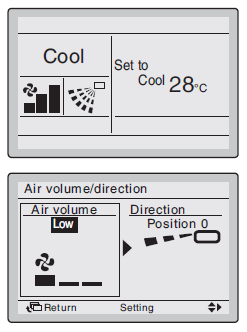 Cool
Set to
Cool 28°C
Air volume/direction
Air volume
Low
Direction
Position 0
Return
Setting